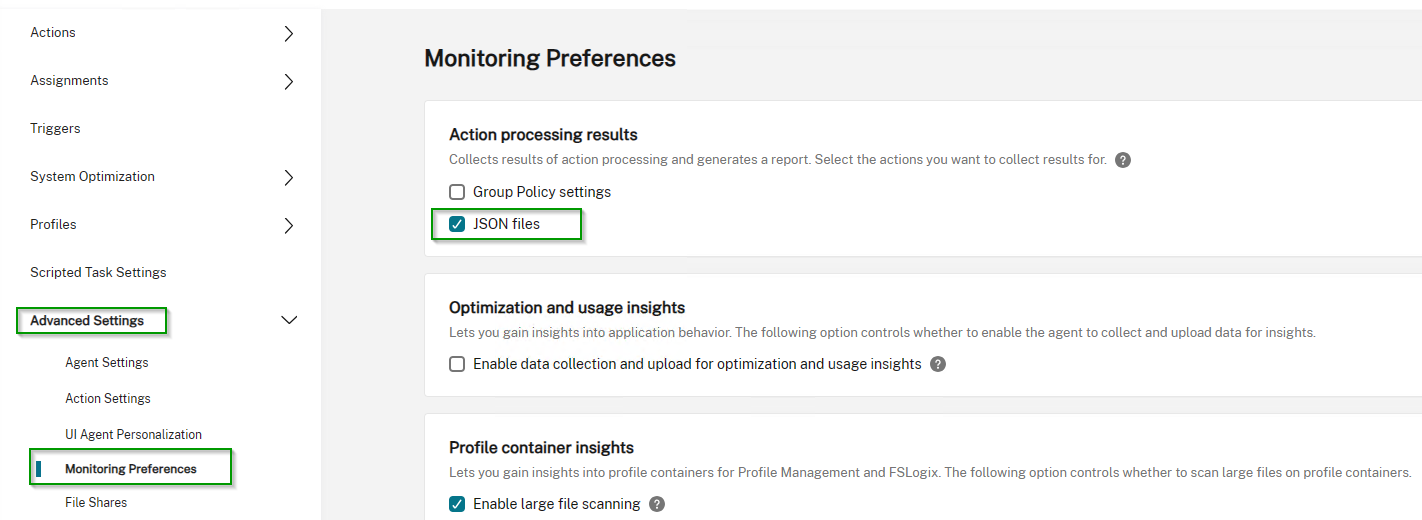 Actions
Assignments
Triggers
System Optimization
Profiles
Scripted Task Settings
Advanced Settings
Agent Settings
Action Settings
UI Agent Personalization
Monitoring Preferences
File Shares
Monitoring Preferences
Action processing results
Collects results of action processing and generates a report. Select the actions you want to collect results for. ?
Group Policy settings
JSON files
Optimization and usage insights
Lets you gain insights into application behavior. The following option controls whether to enable the agent to collect and upload data for insights.
Enable data collection and upload for optimization and usage insights ?
Profile container insights
Lets you gain insights into profile containers for Profile Management and FSLogix. The following option controls whether to scan large files on profile containers.
Enable large file scanning ?